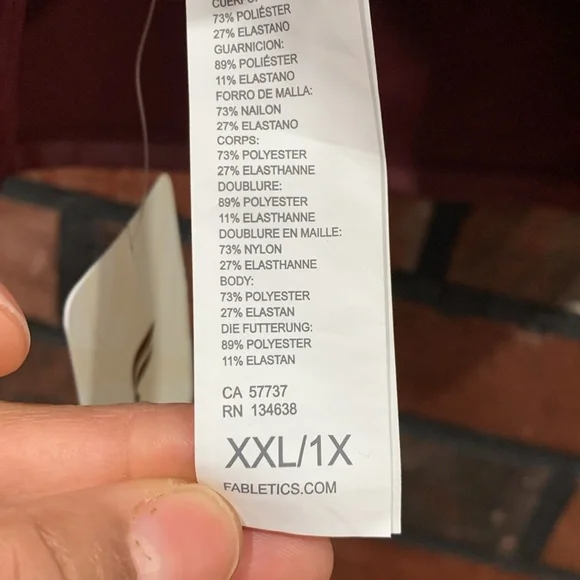 73% POLIÉSTER
27% ELASTANO
GUARNICION:
89% POLIÉSTER
11% ELASTANO
FORRO DE MALLA:
73% NAILON
27% ELASTANO
CORPS:
73% POLYESTER
27% ELASTHANNE
DOUBLURE:
89% POLYESTER
11% ELASTHANNE
DOUBLURE EN MAILLE:
73% NYLON
27% ELASTHANNE
BODY:
73% POLYESTER
27% ELASTAN
DIE FUTTERUNG:
89% POLYESTER
11% ELASTAN
CA 57737
RN 134638
XXL/1X
FABLETICS.COM